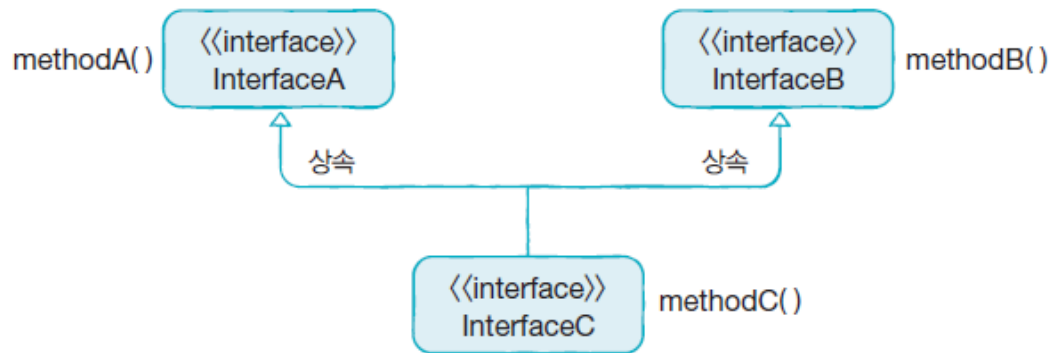 methodA( )
《interface》
InterfaceA
《interface》
InterfaceB
methodB( )
상속
상속
《interface》
InterfaceC
methodC( )